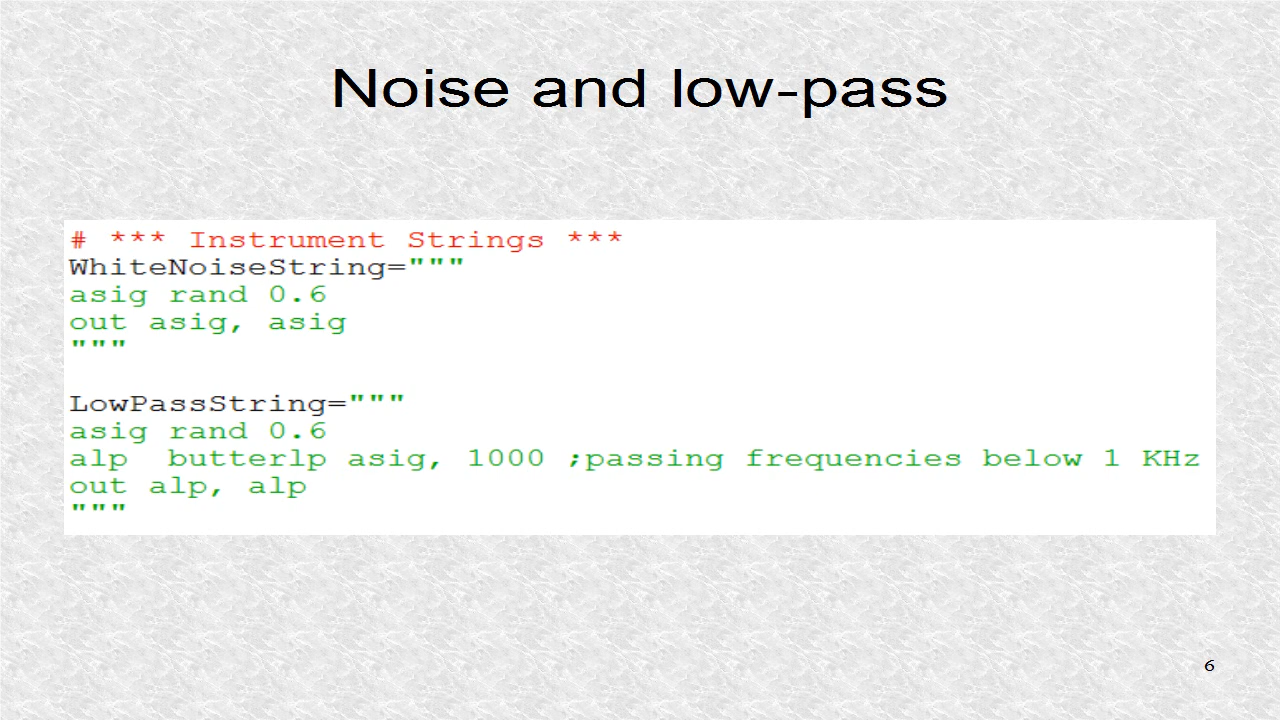 Noise and low-pass
# *** Instrument Strings ***
WhiteNoiseString="""
asig rand 0.6
out asig, asig
"""
LowPassString="""
asig rand 0.6
alp  butterlp asig, 1000 ;passing frequencies below 1 KHz
out alp, alp
"""
6